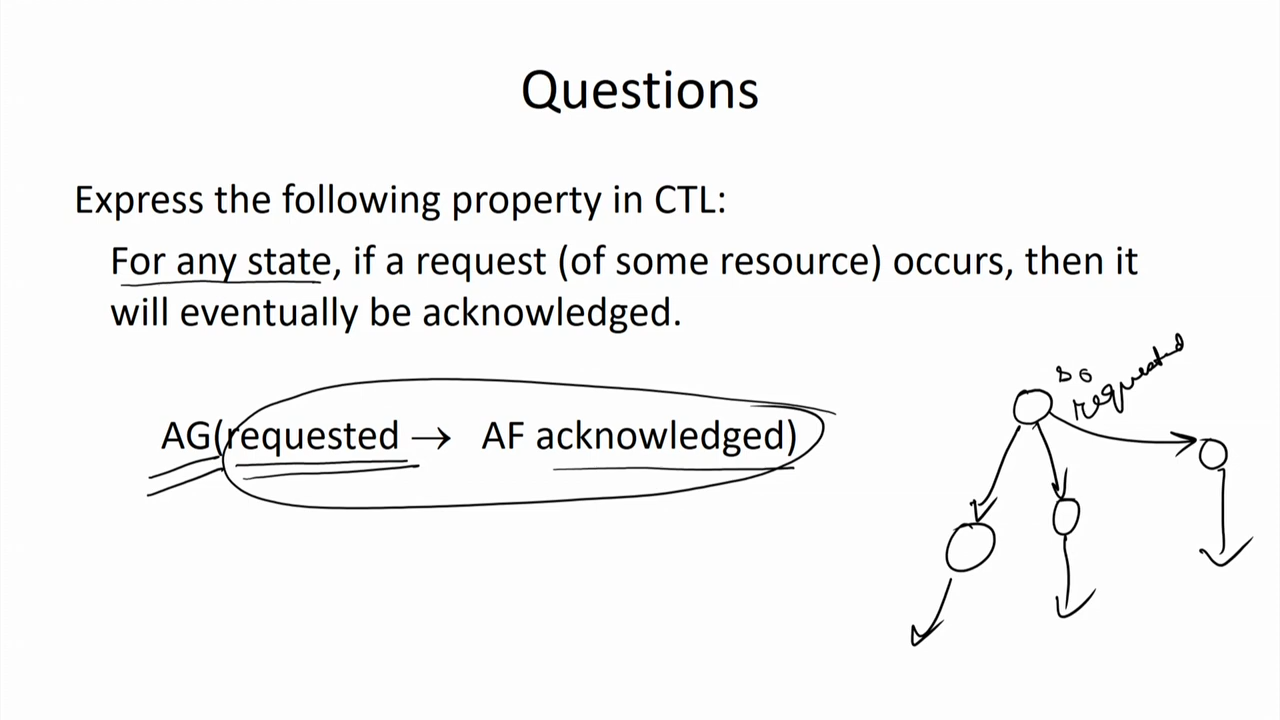 Questions
Express the following property in CTL:
For any state, if a request (of some resource) occurs, then it
will eventually be acknowledged.
AG(requested → AF acknowledged)
s0
requested